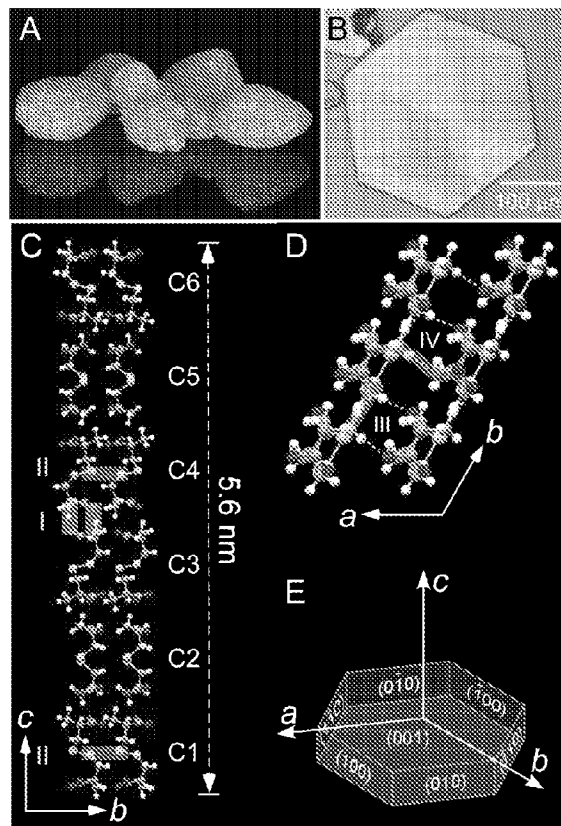 A
B
100 μm
C
C6
C5
II
C4
I
C3
5.6 nm
C2
II
C1
c
b
D
IV
III
a
b
E
c
a
b
(010)
(100)
(001)
(100)
(010)